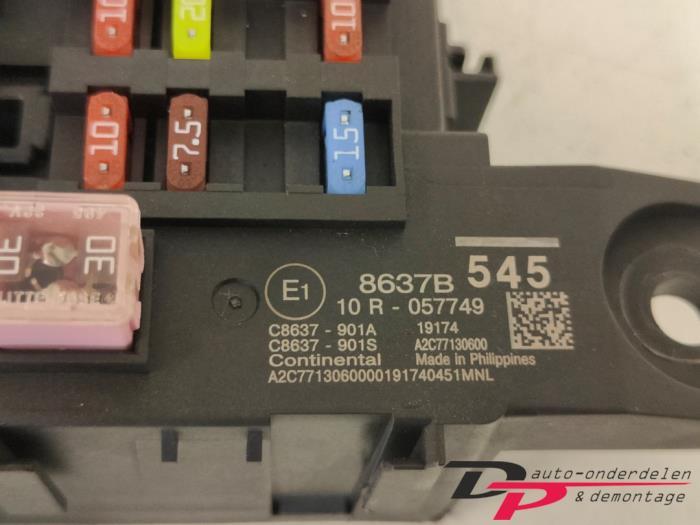 10
20
10
10
7.5
15
30
30
8637B 545
E1
10 R - 057749
C8637 - 901A 19174
C8637 - 901S A2C77130600
Continental Made in Philippines
A2C7713060000191740451MNL
DP auto-onderdelen
& demontage